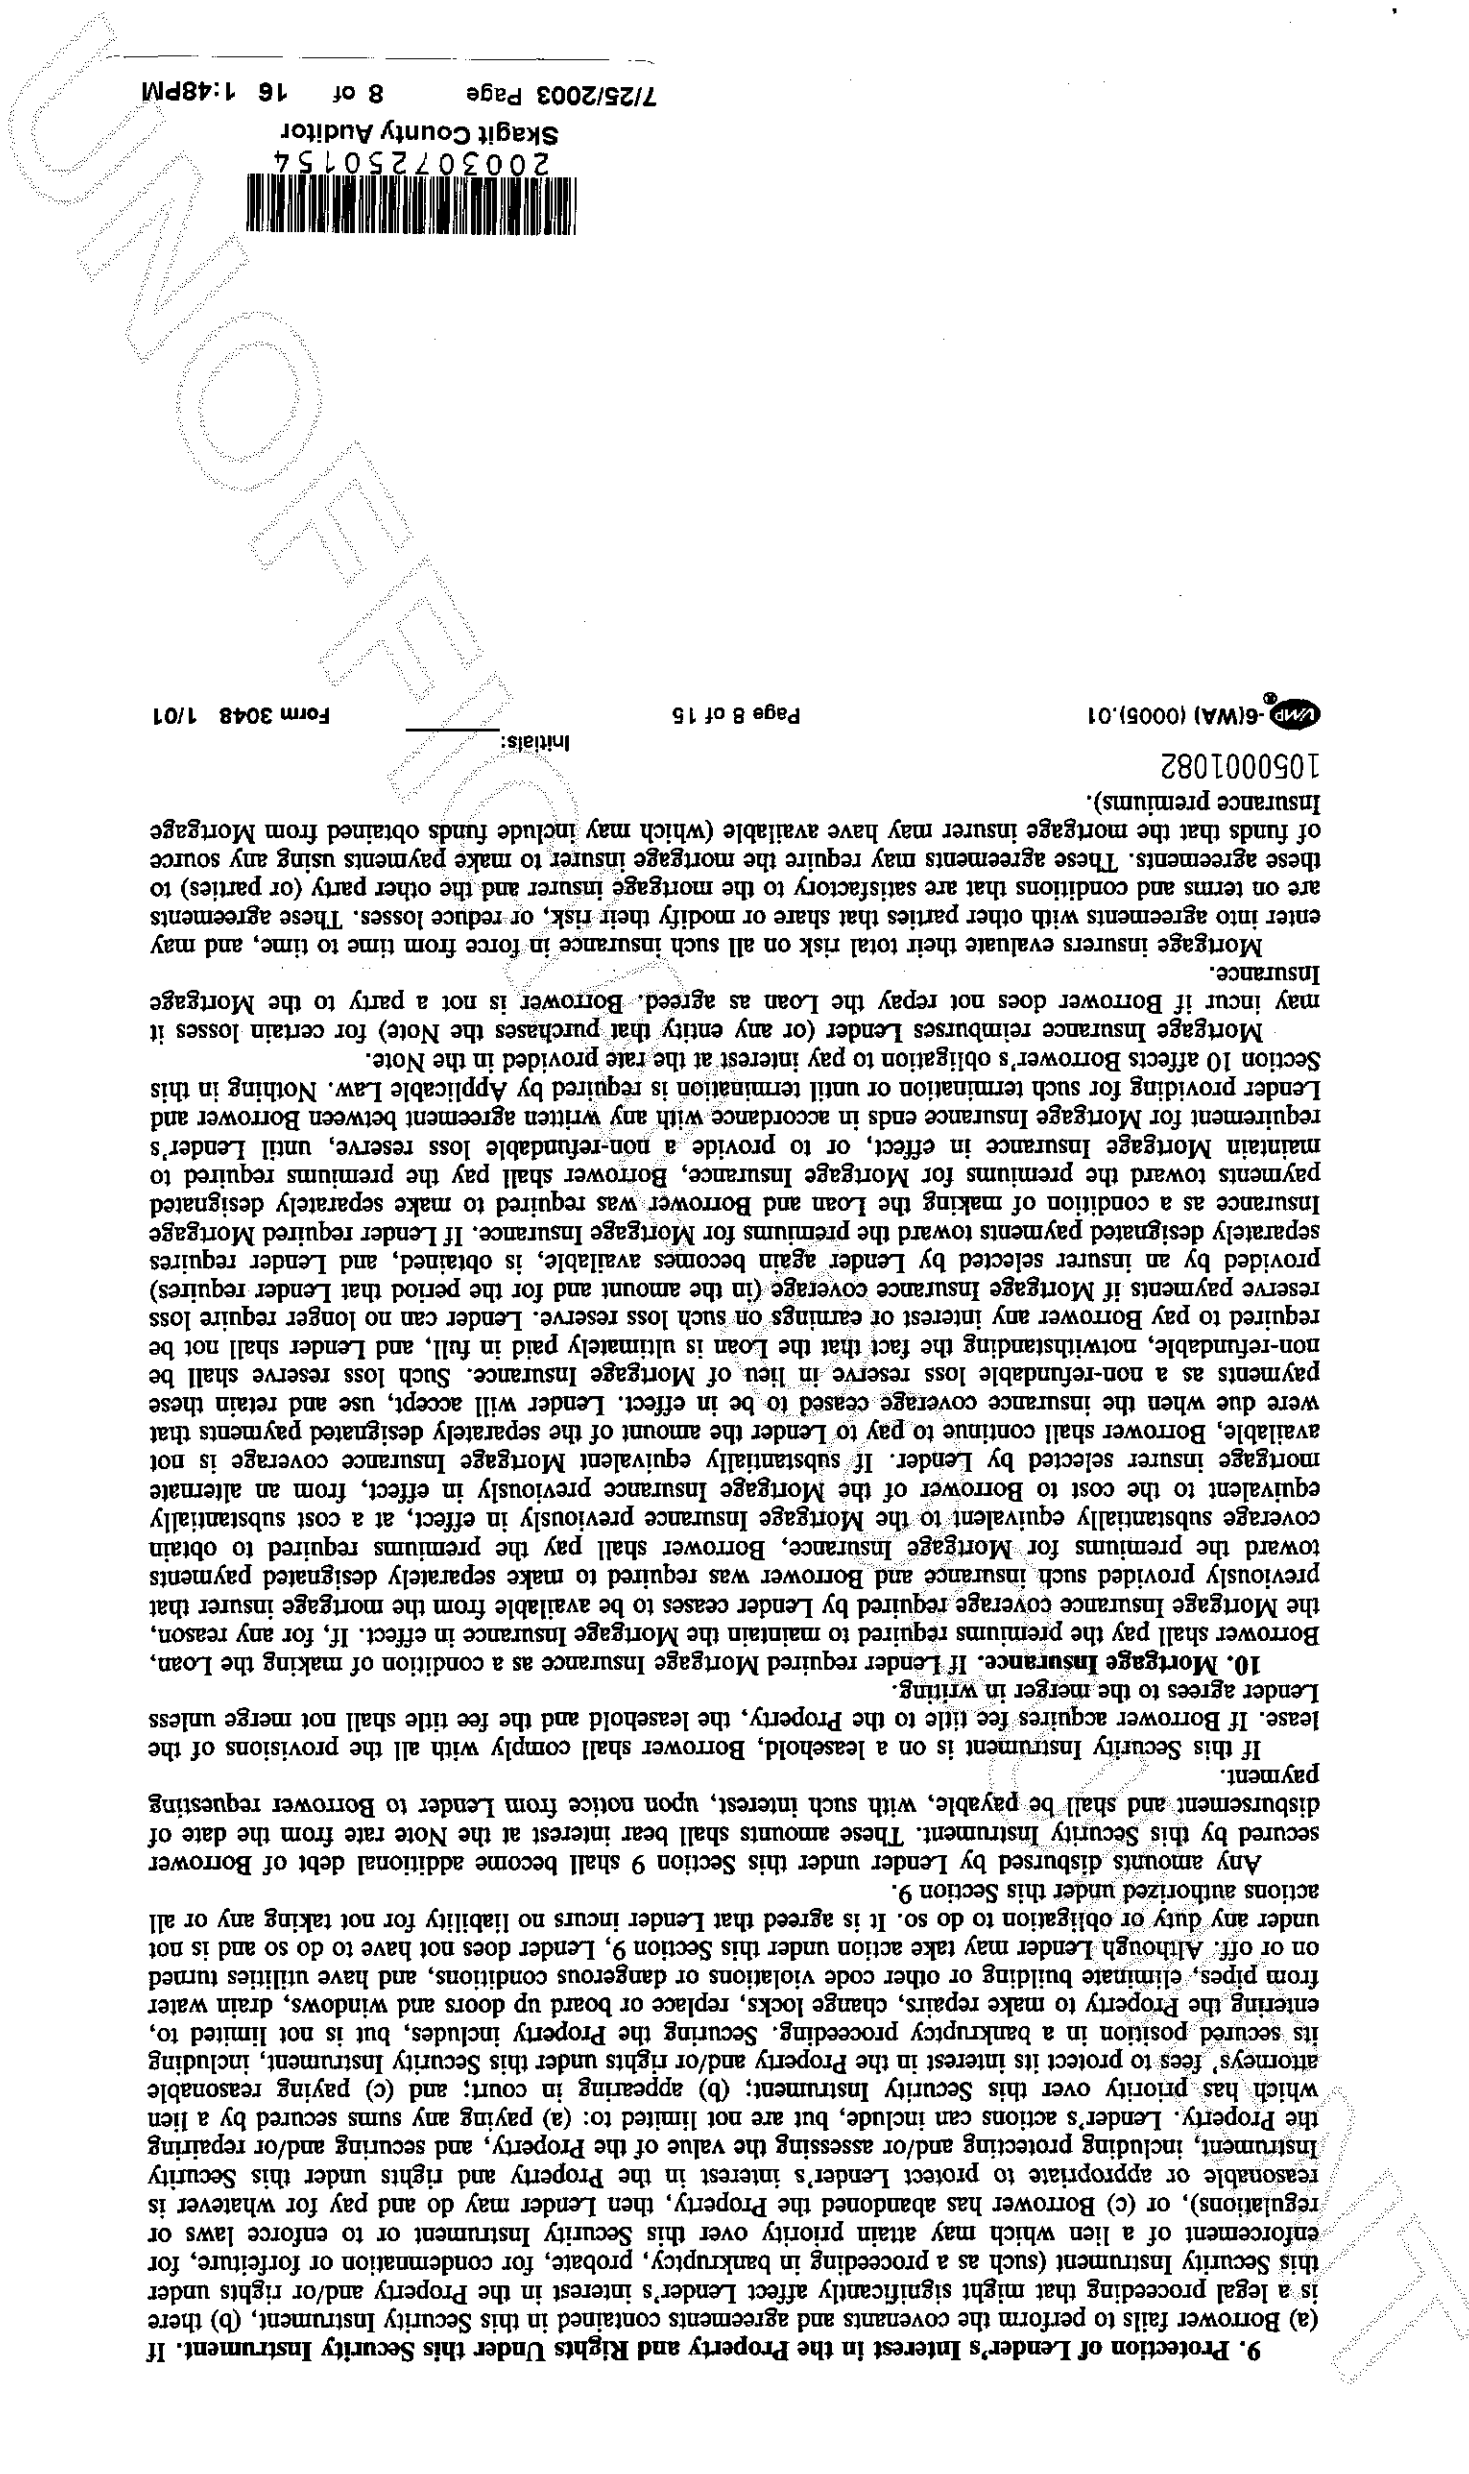 9. Protection of Lender's Interest in the Property and Rights Under this Security Instrument. If
(a) Borrower fails to perform the covenants and agreements contained in this Security Instrument, (b) there
is a legal proceeding that might significantly affect Lender's interest in the Property and/or rights under
this Security Instrument (such as a proceeding in bankruptcy, probate, for condemnation or forfeiture, for
enforcement of a lien which may attain priority over this Security Instrument or to enforce laws or
regulations), or (c) Borrower has abandoned the Property, then Lender may do and pay for whatever is
reasonable or appropriate to protect Lender's interest in the Property and rights under this Security
Instrument, including protecting and/or assessing the value of the Property, and securing and/or repairing
the Property. Lender's actions can include, but are not limited to: (a) paying any sums secured by a lien
which has priority over this Security Instrument; (b) appearing in court; and (c) paying reasonable
attorneys' fees to protect its interest in the Property and/or rights under this Security Instrument, including
its secured position in a bankruptcy proceeding. Securing the Property includes, but is not limited to,
entering the Property to make repairs, change locks, replace or board up doors and windows, drain water
from pipes, eliminate building or other code violations or dangerous conditions, and have utilities turned
on or off. Although Lender may take action under this Section 9, Lender does not have to do so and is not
under any duty or obligation to do so. It is agreed that Lender incurs no liability for not taking any or all
actions authorized under this Section 9.
Any amounts disbursed by Lender under this Section 9 shall become additional debt of Borrower
secured by this Security Instrument. These amounts shall bear interest at the Note rate from the date of
disbursement and shall be payable, with such interest, upon notice from Lender to Borrower requesting
payment.
If this Security Instrument is on a leasehold, Borrower shall comply with all the provisions of the
lease. If Borrower acquires fee title to the Property, the leasehold and the fee title shall not merge unless
Lender agrees to the merger in writing.
10. Mortgage Insurance. If Lender required Mortgage Insurance as a condition of making the Loan,
Borrower shall pay the premiums required to maintain the Mortgage Insurance in effect. If, for any reason,
the Mortgage Insurance coverage required by Lender ceases to be available from the mortgage insurer that
previously provided such insurance and Borrower was required to make separately designated payments
toward the premiums for Mortgage Insurance, Borrower shall pay the premiums required to obtain
coverage substantially equivalent to the Mortgage Insurance previously in effect, at a cost substantially
equivalent to the cost to Borrower of the Mortgage Insurance previously in effect, from an alternate
mortgage insurer selected by Lender. If substantially equivalent Mortgage Insurance coverage is not
available, Borrower shall continue to pay to Lender the amount of the separately designated payments that
were due when the insurance coverage ceased to be in effect. Lender will accept, use and retain these
payments as a non-refundable loss reserve in lieu of Mortgage Insurance. Such loss reserve shall be
non-refundable, notwithstanding the fact that the Loan is ultimately paid in full, and Lender shall not be
required to pay Borrower any interest or earnings on such loss reserve. Lender can no longer require loss
reserve payments if Mortgage Insurance coverage (in the amount and for the period that Lender requires)
provided by an insurer selected by Lender again becomes available, is obtained, and Lender requires
separately designated payments toward the premiums for Mortgage Insurance. If Lender required Mortgage
Insurance as a condition of making the Loan and Borrower was required to make separately designated
payments toward the premiums for Mortgage Insurance, Borrower shall pay the premiums required to
maintain Mortgage Insurance in effect, or to provide a non-refundable loss reserve, until Lender's
requirement for Mortgage Insurance ends in accordance with any written agreement between Borrower and
Lender providing for such termination or until termination is required by Applicable Law. Nothing in this
Section 10 affects Borrower's obligation to pay interest at the rate provided in the Note.
Mortgage Insurance reimburses Lender (or any entity that purchases the Note) for certain losses it
may incur if Borrower does not repay the Loan as agreed. Borrower is not a party to the Mortgage
Insurance.
Mortgage insurers evaluate their total risk on all such insurance in force from time to time, and may
enter into agreements with other parties that share or modify their risk, or reduce losses. These agreements
are on terms and conditions that are satisfactory to the mortgage insurer and the other party (or parties) to
these agreements. These agreements may require the mortgage insurer to make payments using any source
of funds that the mortgage insurer may have available (which may include funds obtained from Mortgage
Insurance premiums).
1050001082
Initials:
VMP®-6(WA) (0005).01 Page 8 of 15 Form 3048 1/01
200307250154
Skagit County Auditor
7/25/2003 Page 8 of 16 1:48PM
UNOFFICIAL DOCUMENT